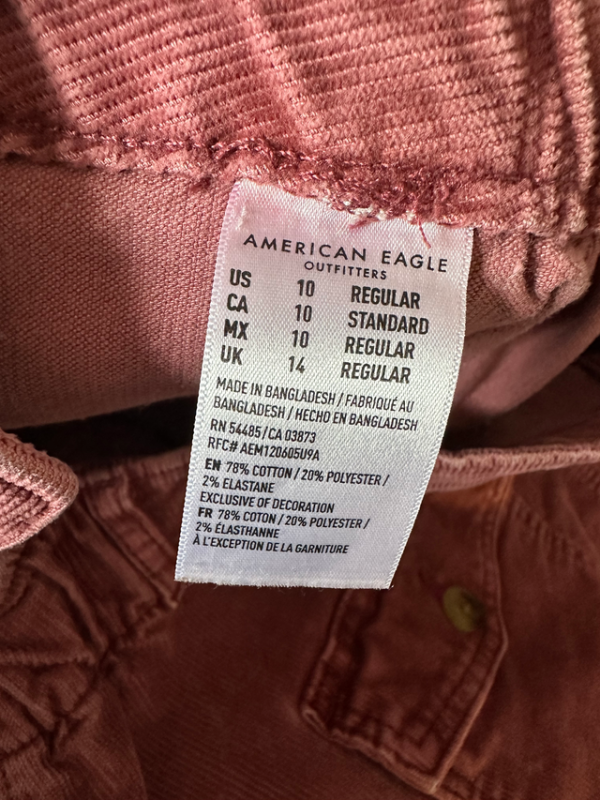 AMERICAN EAGLE
OUTFITTERS
US 10 REGULAR
CA 10 STANDARD
MX 10 REGULAR
UK 14 REGULAR
MADE IN BANGLADESH / FABRIQUÉ AU
BANGLADESH / HECHO EN BANGLADESH
RN 54485 / CA 03873
RFC# AEM120605U9A
EN 78% COTTON / 20% POLYESTER /
2% ELASTANE
EXCLUSIVE OF DECORATION
FR 78% COTON / 20% POLYESTER /
2% ÉLASTHANNE
À L'EXCEPTION DE LA GARNITURE